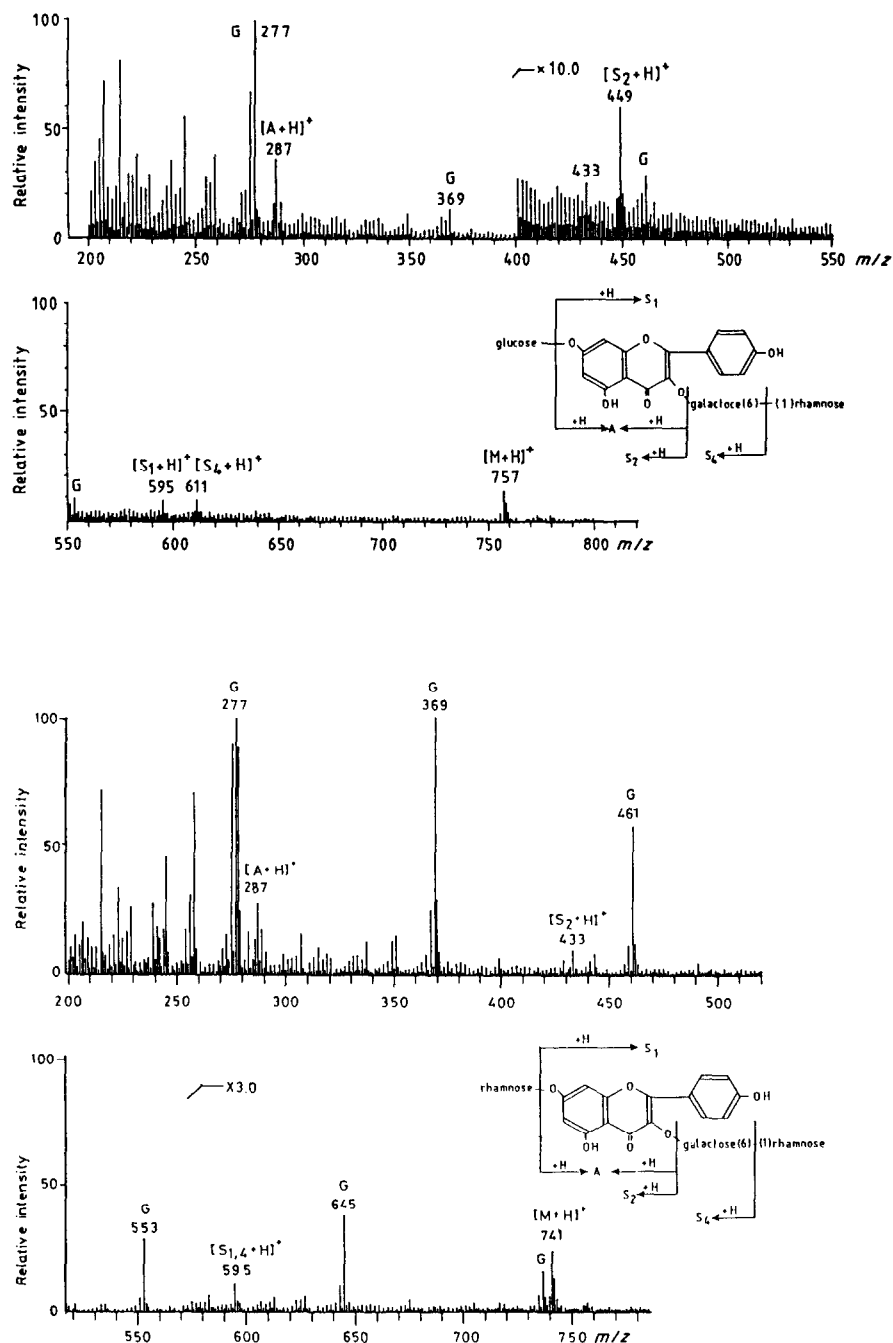 100
G 277
×10.0
[S2+H]+
449
[A+H]+
287
433
G
G
369
50
0
Relative intensity
200 250 300 350 400 450 500 550 m/z
100
+H
S1
glucose
O
O
OH
OH
O
O
galactoce(6)—(1)rhamnose
+H
A
+H
S2
+H
S4
+H
50
[S1+H]+ [S4+H]+
595 611
[M+H]+
757
G
0
Relative intensity
550 600 650 700 750 800 m/z
G
277
G
369
100
G
461
50
[A+H]+
287
[S2+H]+
433
0
Relative intensity
200 250 300 350 400 450 500
100
+H
S1
X3.0
rhamnose
O
O
OH
OH
O
O
galactose(6)-(1)rhamnose
+H
A
+H
S2
+H
S4
+H
50
G
553
G
645
[S1,4+H]+
595
[M+H]+
741
G
0
Relative intensity
550 600 650 700 750 m/z